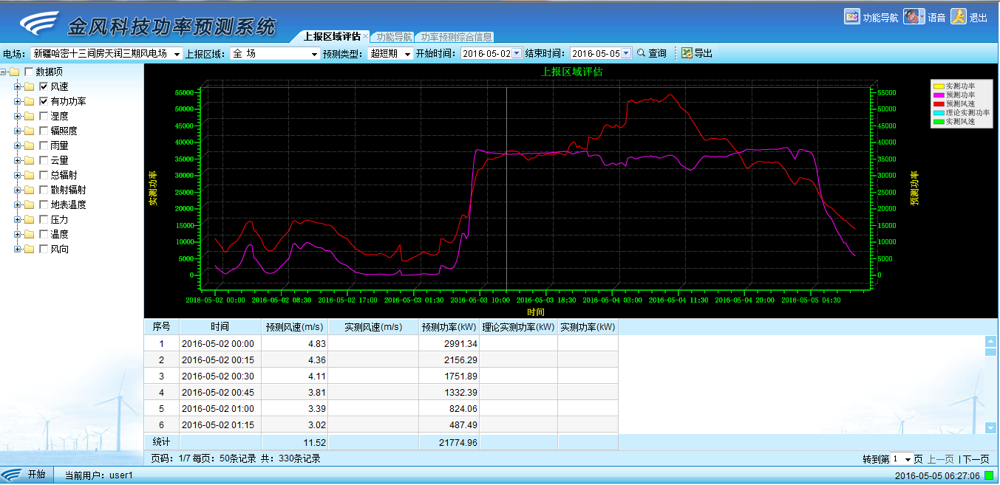 金风科技功率预测系统
功能导航 语音 退出
上报区域评估 功能导航 功率预测综合信息
电场: 新疆哈密十三间房天润三期风电场 上报区域: 全 场 预测类型: 超短期 开始时间: 2016-05-02 结束时间: 2016-05-05 查询 导出
数据项
风速
有功功率
湿度
辐照度
雨量
云量
总辐射
散射辐射
地表温度
压力
温度
风向
上报区域评估
实测功率
预测功率
预测风速
理论实测功率
实测风速
实测功率
55000
50000
45000
40000
35000
30000
25000
20000
15000
10000
5000
0
55000
50000
45000
40000
35000
30000
25000
20000
15000
10000
5000
0
预测功率
2016-05-02 00:00 2016-05-02 08:30 2016-05-02 17:00 2016-05-03 01:30 2016-05-03 10:00 2016-05-03 18:30 2016-05-04 03:00 2016-05-04 11:30 2016-05-04 20:00 2016-05-05 04:30
时间
序号 时间 预测风速(m/s) 实测风速(m/s) 预测功率(kW) 理论实测功率(kW) 实测功率(kW)
1 2016-05-02 00:00 4.83 2991.34
2 2016-05-02 00:15 4.36 2156.29
3 2016-05-02 00:30 4.11 1751.89
4 2016-05-02 00:45 3.81 1332.39
5 2016-05-02 01:00 3.39 824.06
6 2016-05-02 01:15 3.02 487.49
统计 11.52 21774.96
页码: 1/7 每页: 50条记录 共: 330条记录 转到第 1 页 上一页 | 下一页
开始 当前用户: user1 2016-05-05 06:27:06